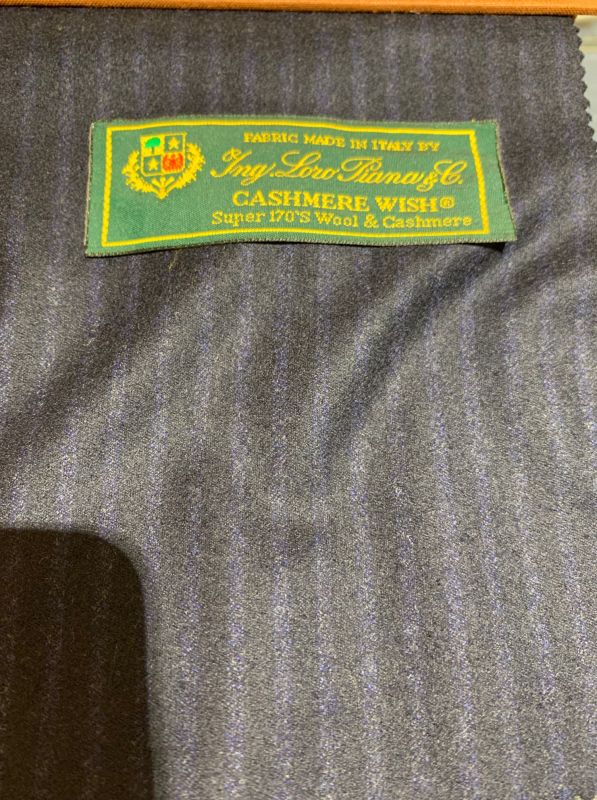 FABRIC MADE IN ITALY BY
Ing. Loro Piana & C.
CASHMERE WISH®
Super 170'S Wool & Cashmere